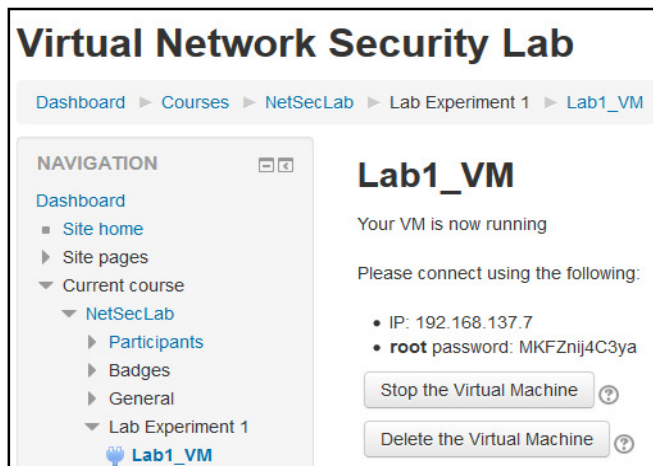 Virtual Network Security Lab
Dashboard Courses NetSecLab Lab Experiment 1 Lab1_VM
NAVIGATION
Dashboard
Site home
Site pages
Current course
NetSecLab
Participants
Badges
General
Lab Experiment 1
Lab1_VM
Lab1_VM
Your VM is now running
Please connect using the following:
• IP: 192.168.137.7
• root password: MKFZnij4C3ya
Stop the Virtual Machine ?
Delete the Virtual Machine ?